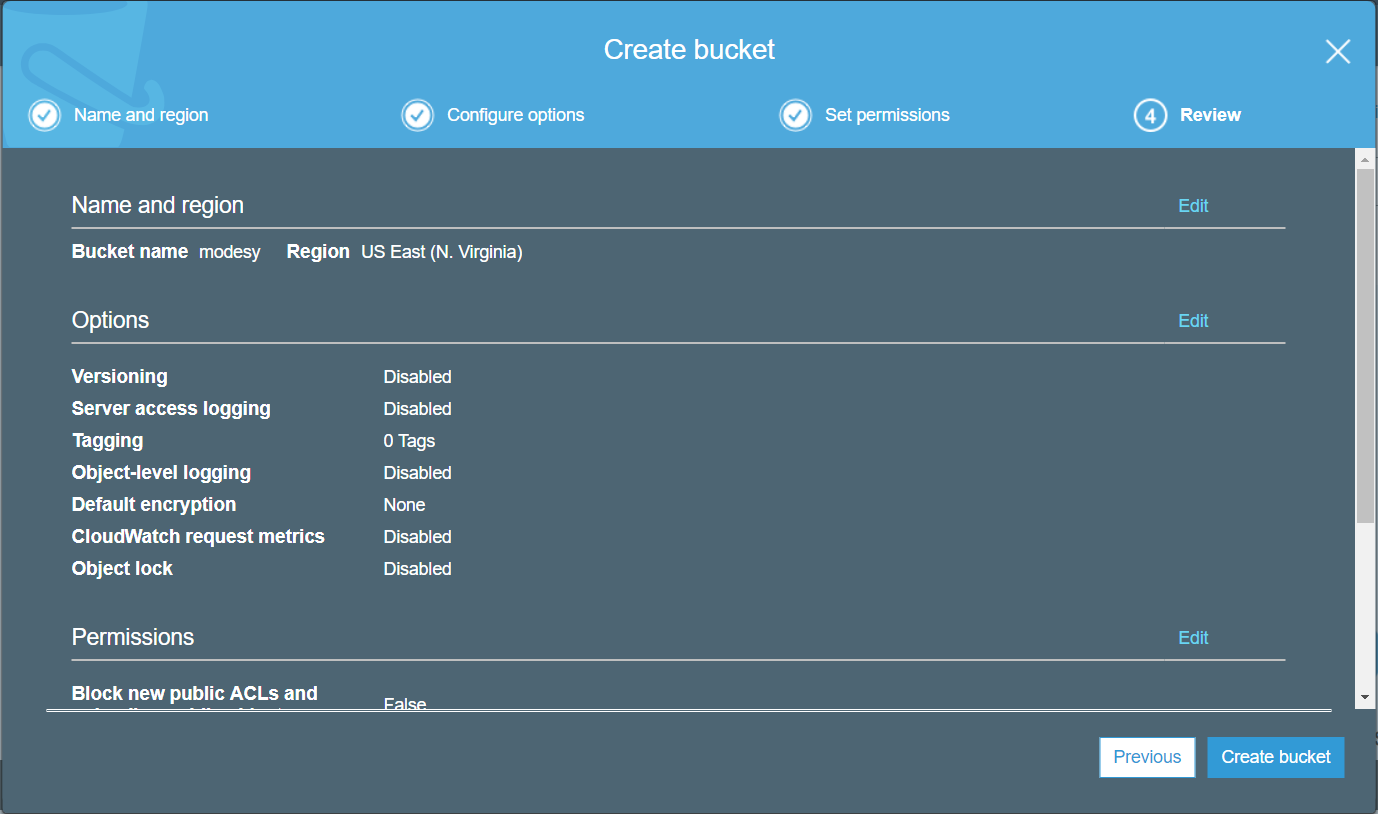 Create bucket
Name and region
Configure options
Set permissions
4 Review
Name and region Edit
Bucket name modesy Region US East (N. Virginia)
Options Edit
Versioning Disabled
Server access logging Disabled
Tagging 0 Tags
Object-level logging Disabled
Default encryption None
CloudWatch request metrics Disabled
Object lock Disabled
Permissions Edit
Block new public ACLs and
False
Previous Create bucket